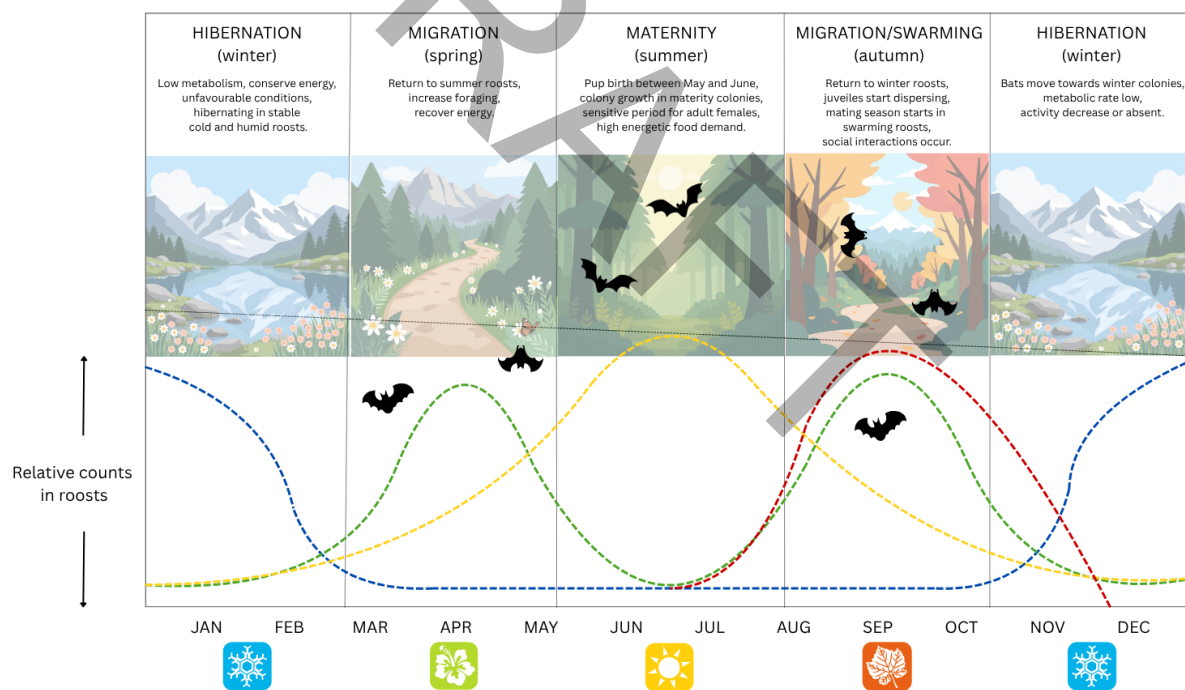 HIBERNATION
(winter)
Low metabolism, conserve energy,
unfavourable conditions,
hibernating in stable
cold and humid roosts.
MIGRATION
(spring)
Return to summer roosts,
increase foraging,
recover energy.
MATERNITY
(summer)
Pup birth between May and June,
colony growth in materity colonies,
sensitive period for adult females,
high energetic food demand.
MIGRATION/SWARMING
(autumn)
Return to winter roosts,
juveiles start dispersing,
mating season starts in
swarming roosts,
social interactions occur.
HIBERNATION
(winter)
Bats move towards winter colonies,
metabolic rate low,
activity decrease or absent.
DRAFT
Relative counts
in roosts
JAN FEB MAR APR MAY JUN JUL AUG SEP OCT NOV DEC